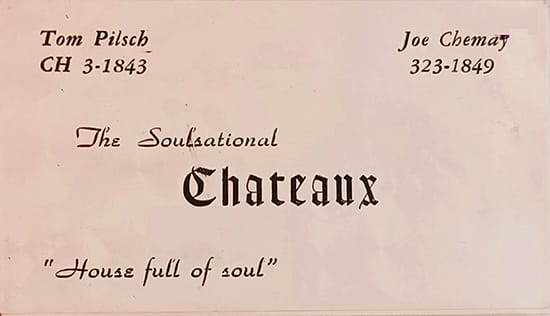 Tom Pilsch
CH 3-1843
Joe Chemay
323-1849
The Soulsational
Chateaux
"House full of soul"